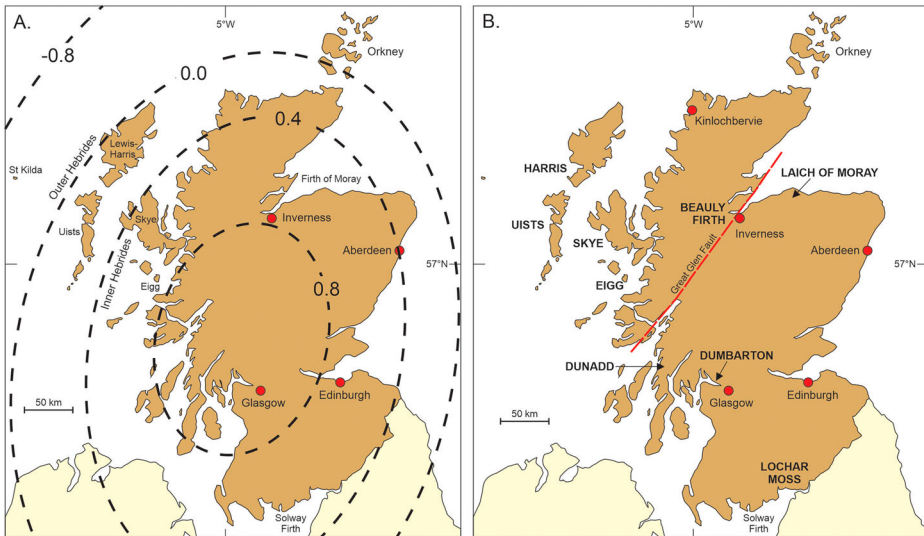 A.
5°W
Orkney
-0.8
0.0
0.4
Lewis-
Harris
Outer Hebrides
St Kilda
Firth of Moray
Skye
Inverness
Uists
Inner Hebrides
Aberdeen
57°N
Eigg
0.8
50 km
Glasgow
Edinburgh
Solway
Firth
B.
5°W
Orkney
Kinlochbervie
HARRIS
LAICH OF MORAY
BEAULY
FIRTH
UISTS
Inverness
SKYE
Aberdeen
Great Glen Fault
EIGG
DUMBARTON
DUNADD
Glasgow
Edinburgh
50 km
LOCHAR
MOSS
Solway
Firth